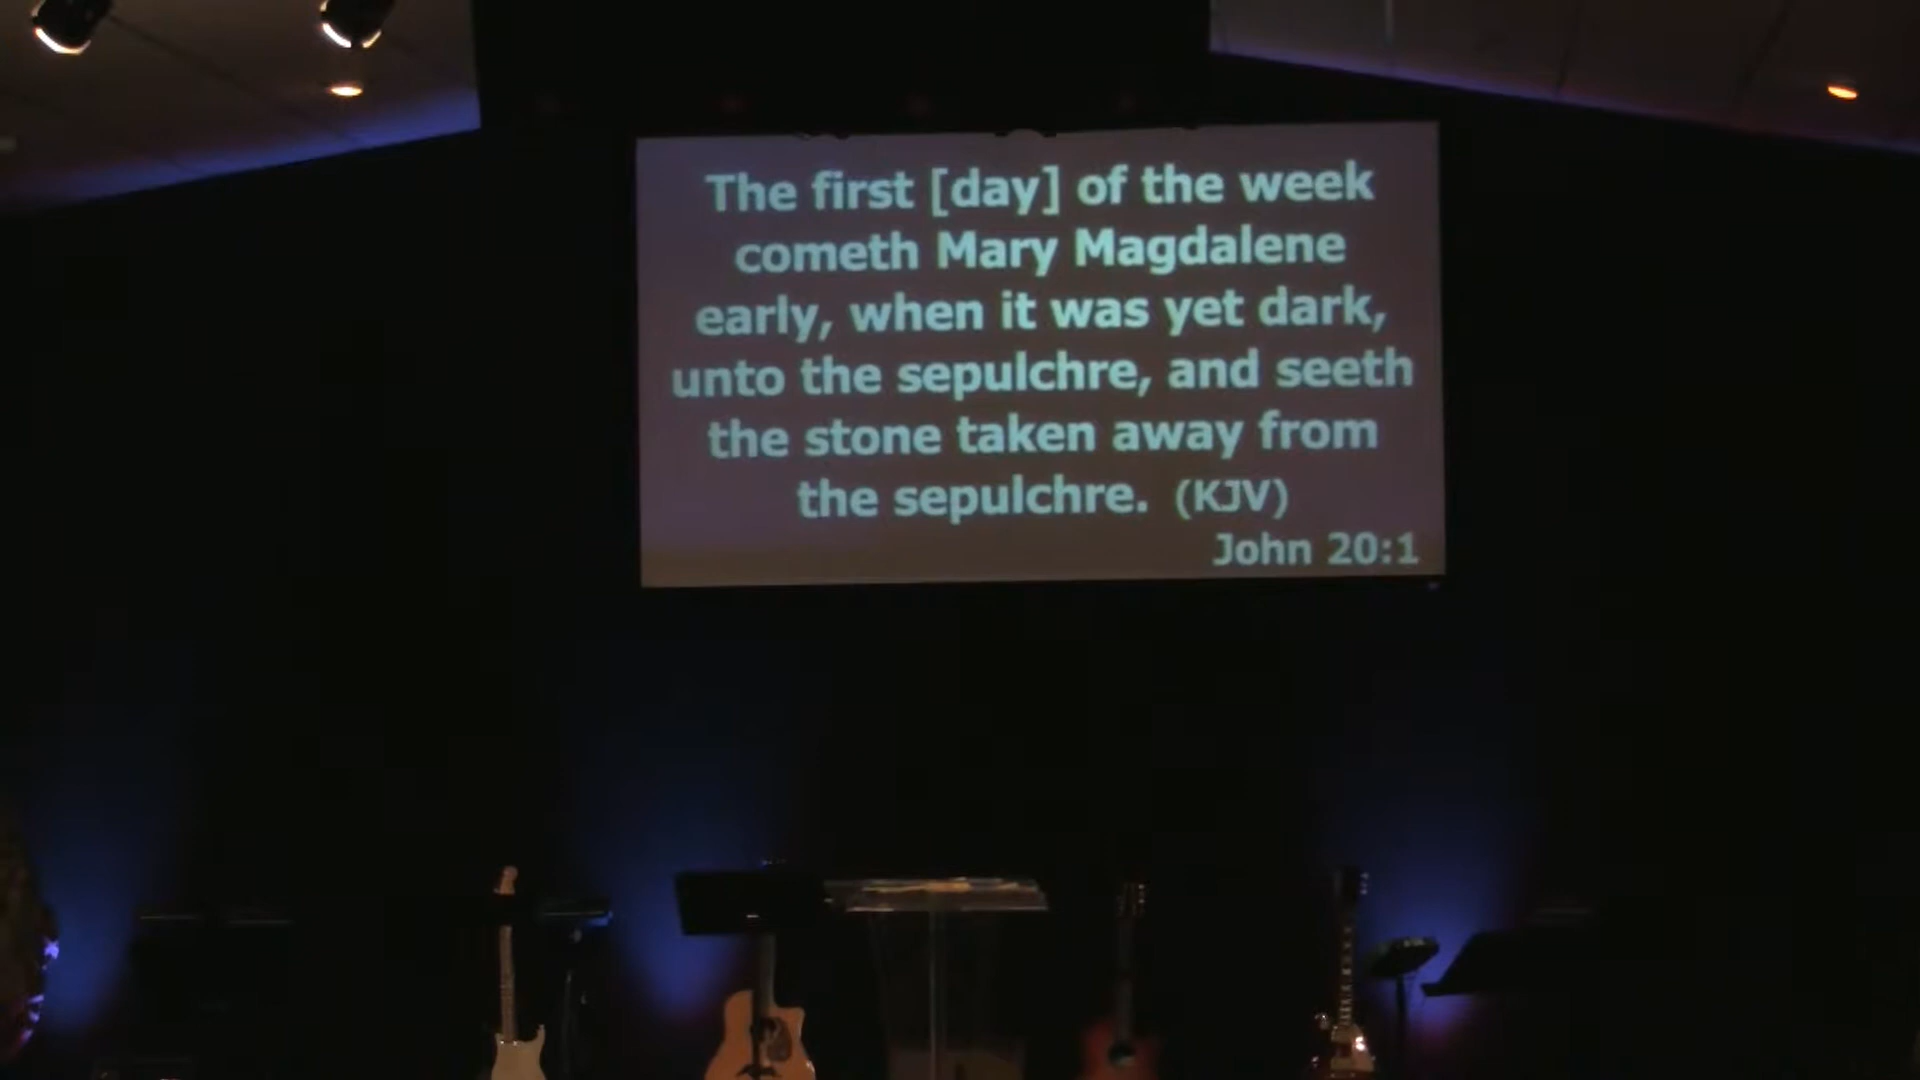 The first [day] of the week
cometh Mary Magdalene
early, when it was yet dark,
unto the sepulchre, and seeth
the stone taken away from
the sepulchre. (KJV)
John 20:1